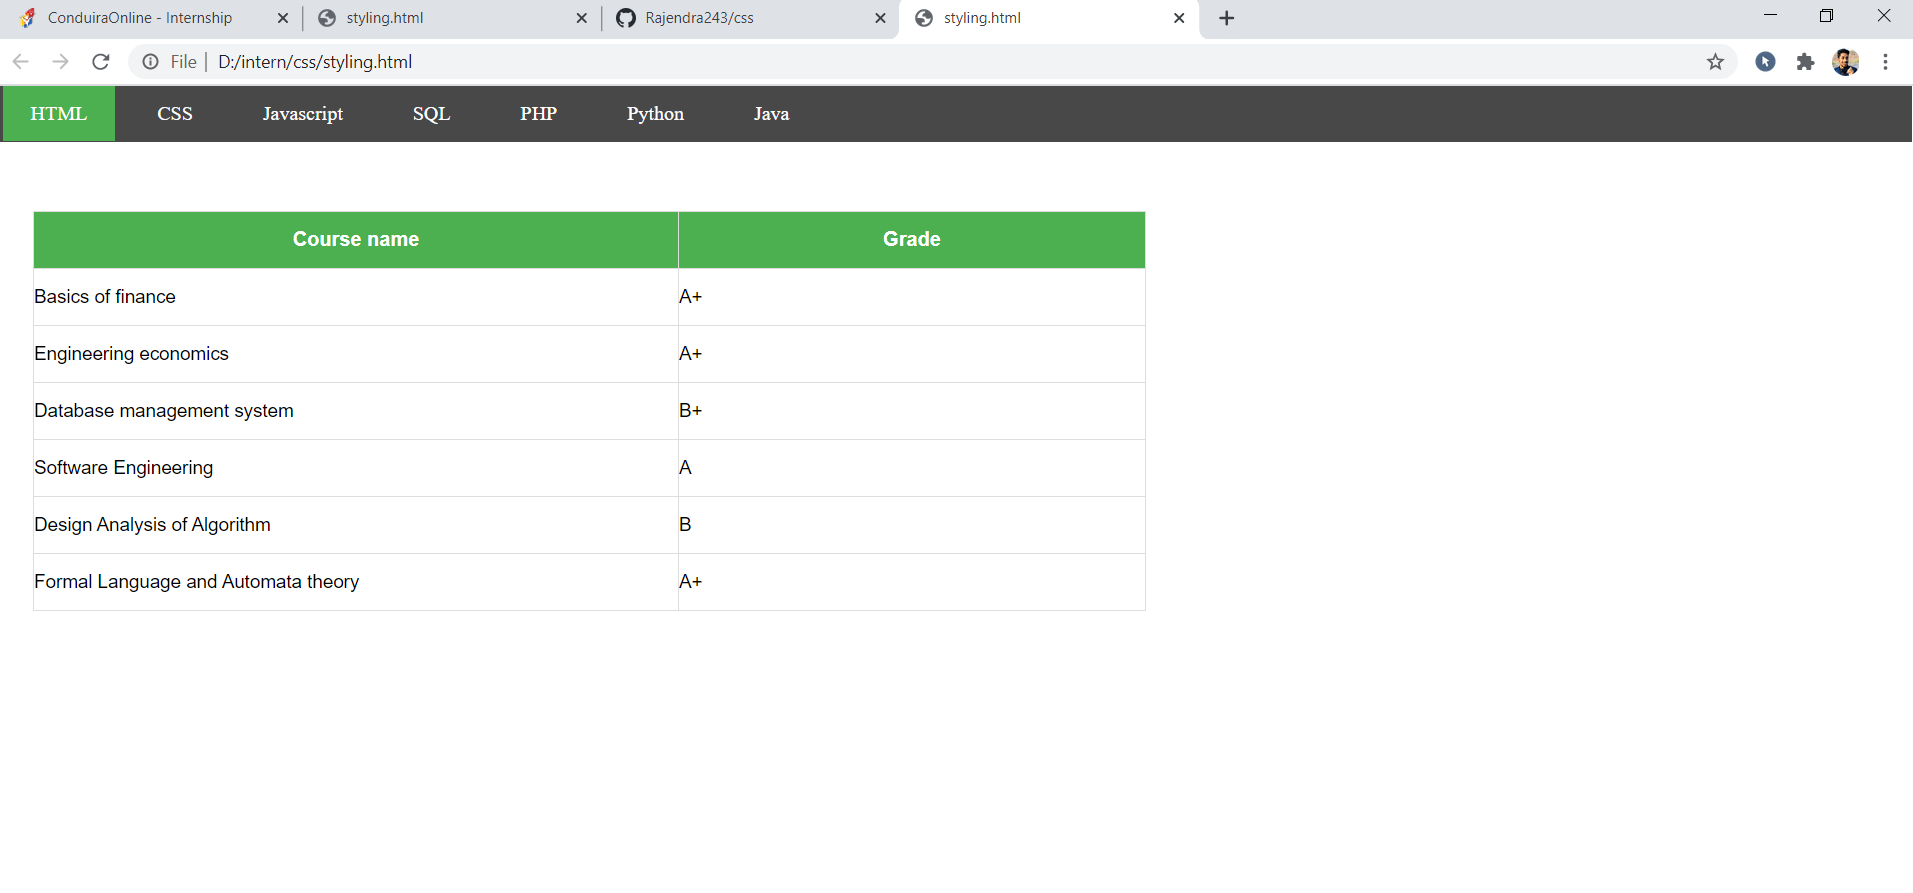 ConduiraOnline - Internship styling.html Rajendra243/css styling.html
File D:/intern/css/styling.html
HTML CSS Javascript SQL PHP Python Java
Course name Grade
Basics of finance A+
Engineering economics A+
Database management system B+
Software Engineering A
Design Analysis of Algorithm B
Formal Language and Automata theory A+